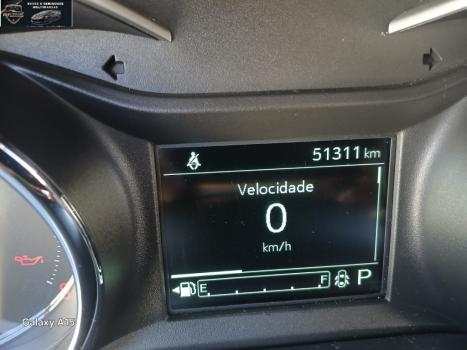 51311 km
Velocidade
0
km/h
E F P
Galaxy A15